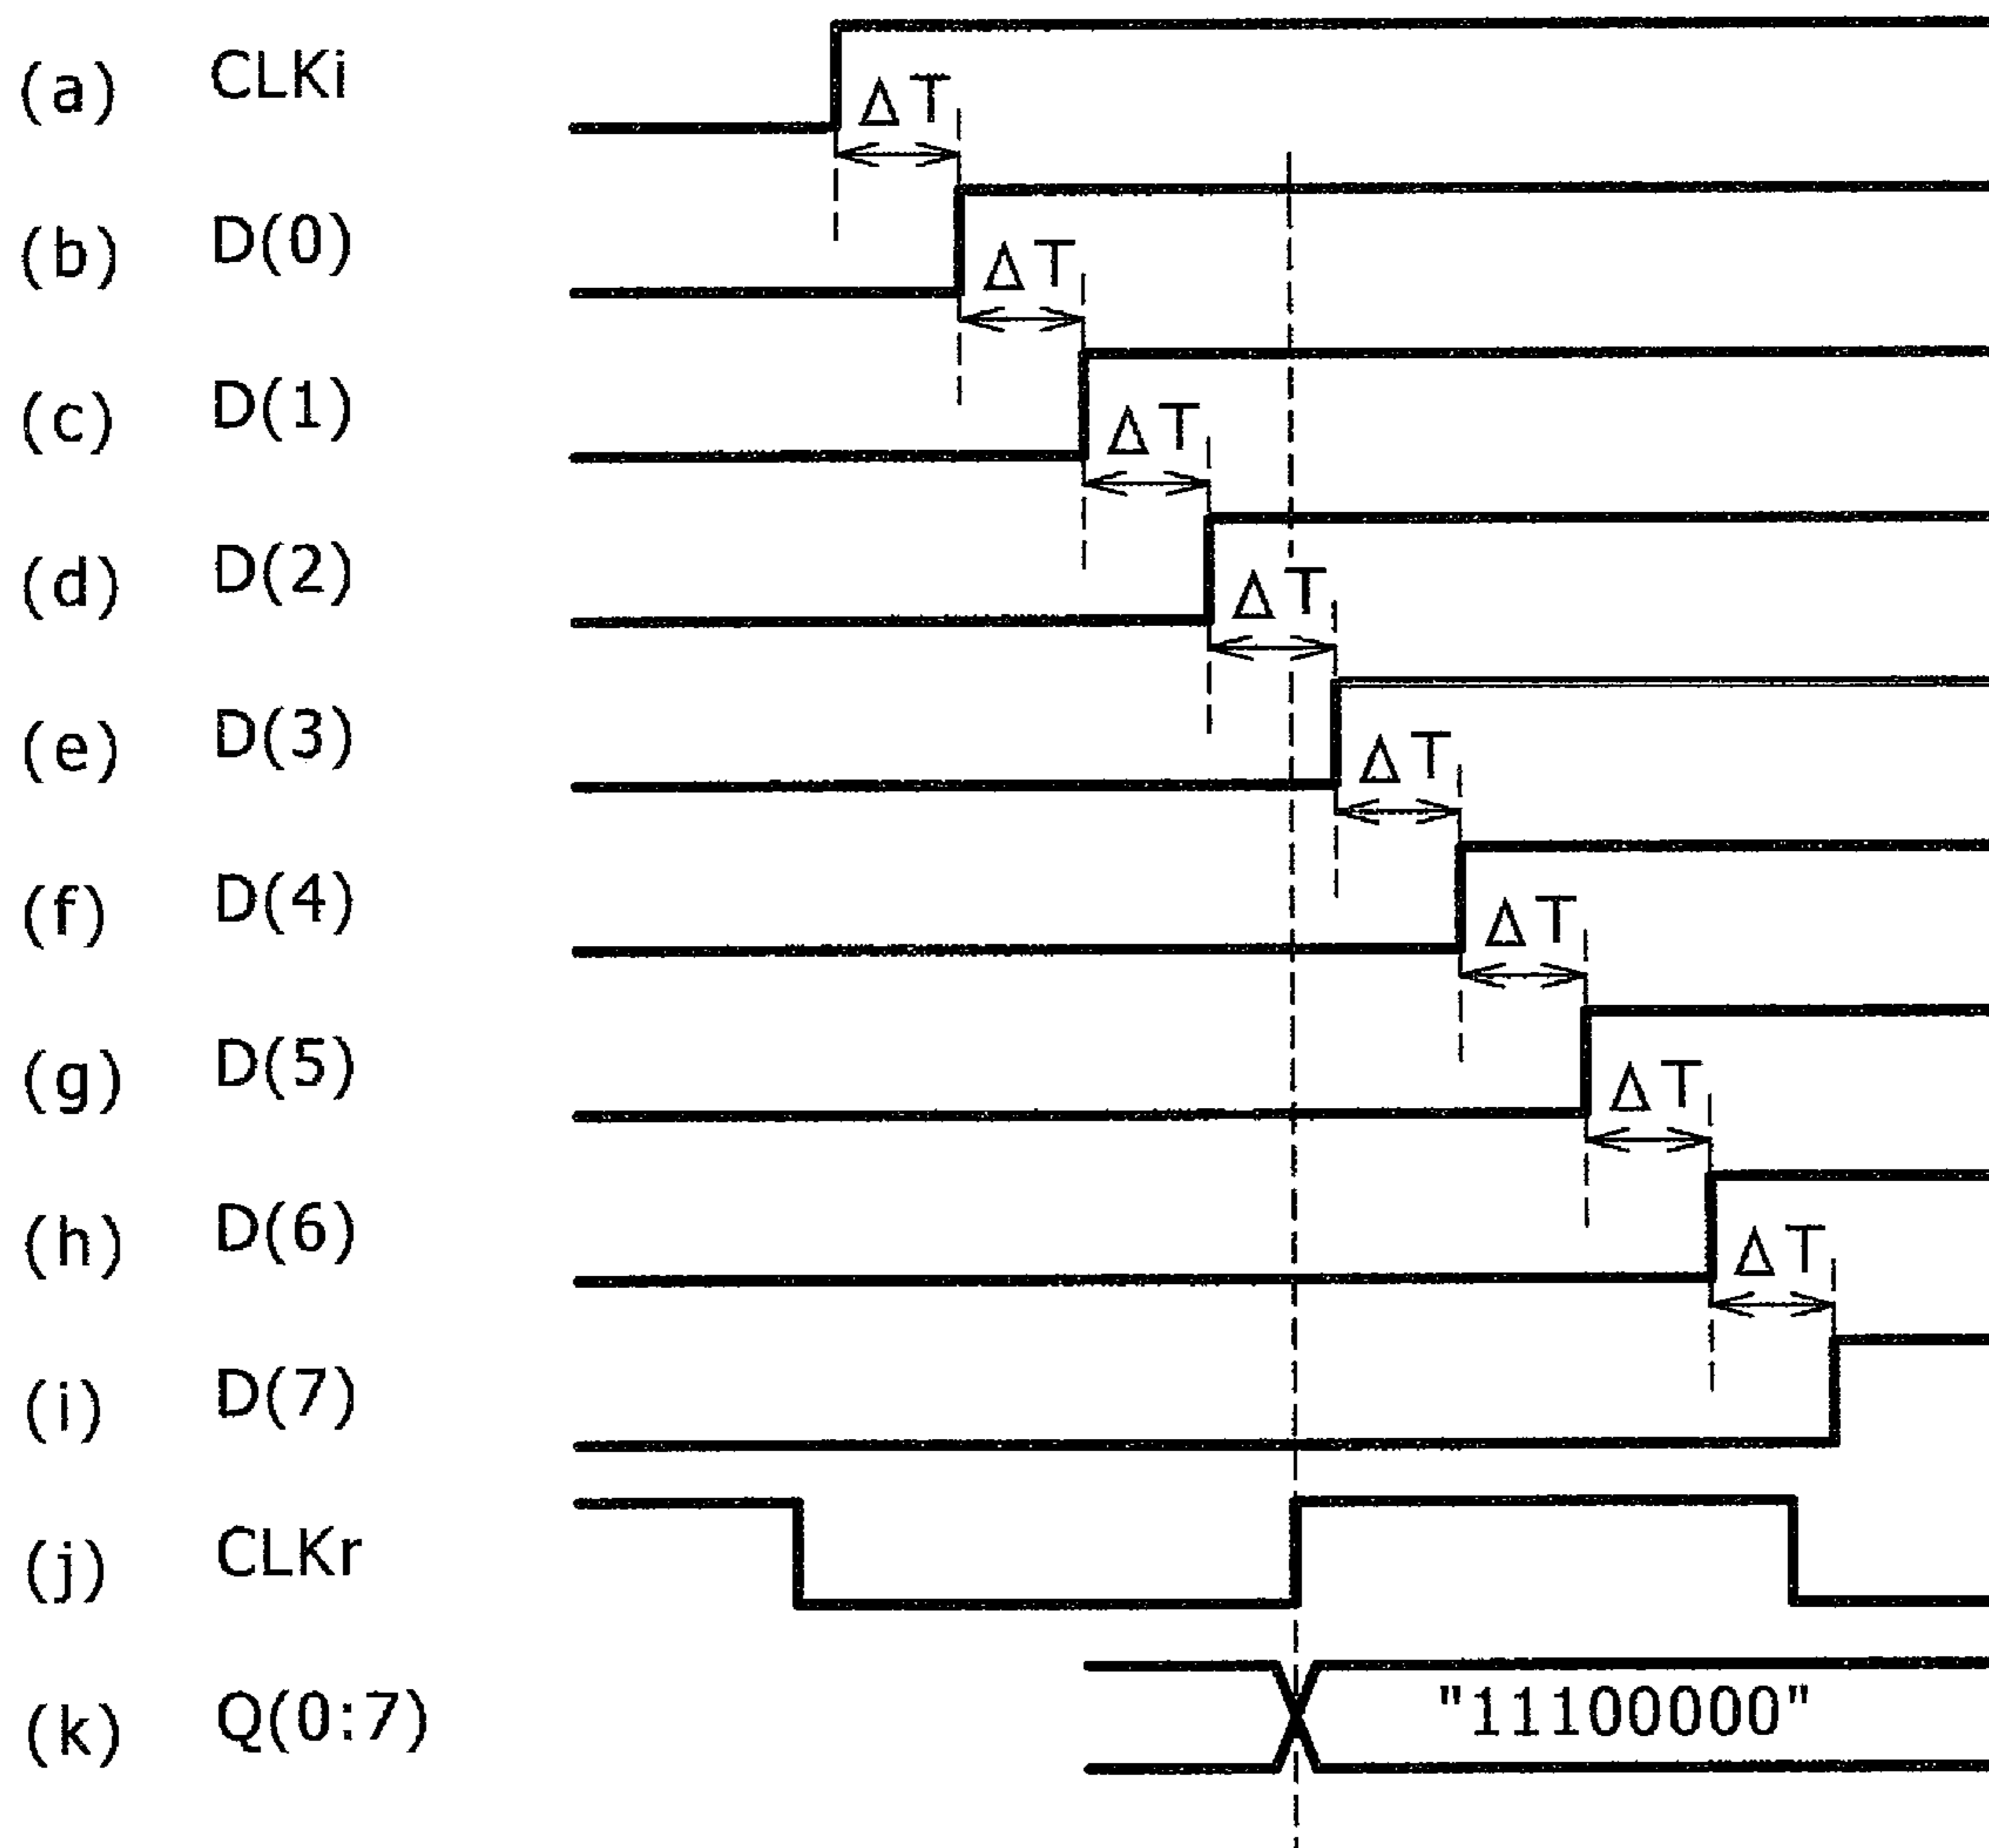 (a) CLKi ΔT
(b) D(0) ΔT
(c) D(1) ΔT
(d) D(2) ΔT
(e) D(3) ΔT
(f) D(4) ΔT
(g) D(5) ΔT
(h) D(6) ΔT
(i) D(7)
(j) CLKr
(k) Q(0:7) "11100000"